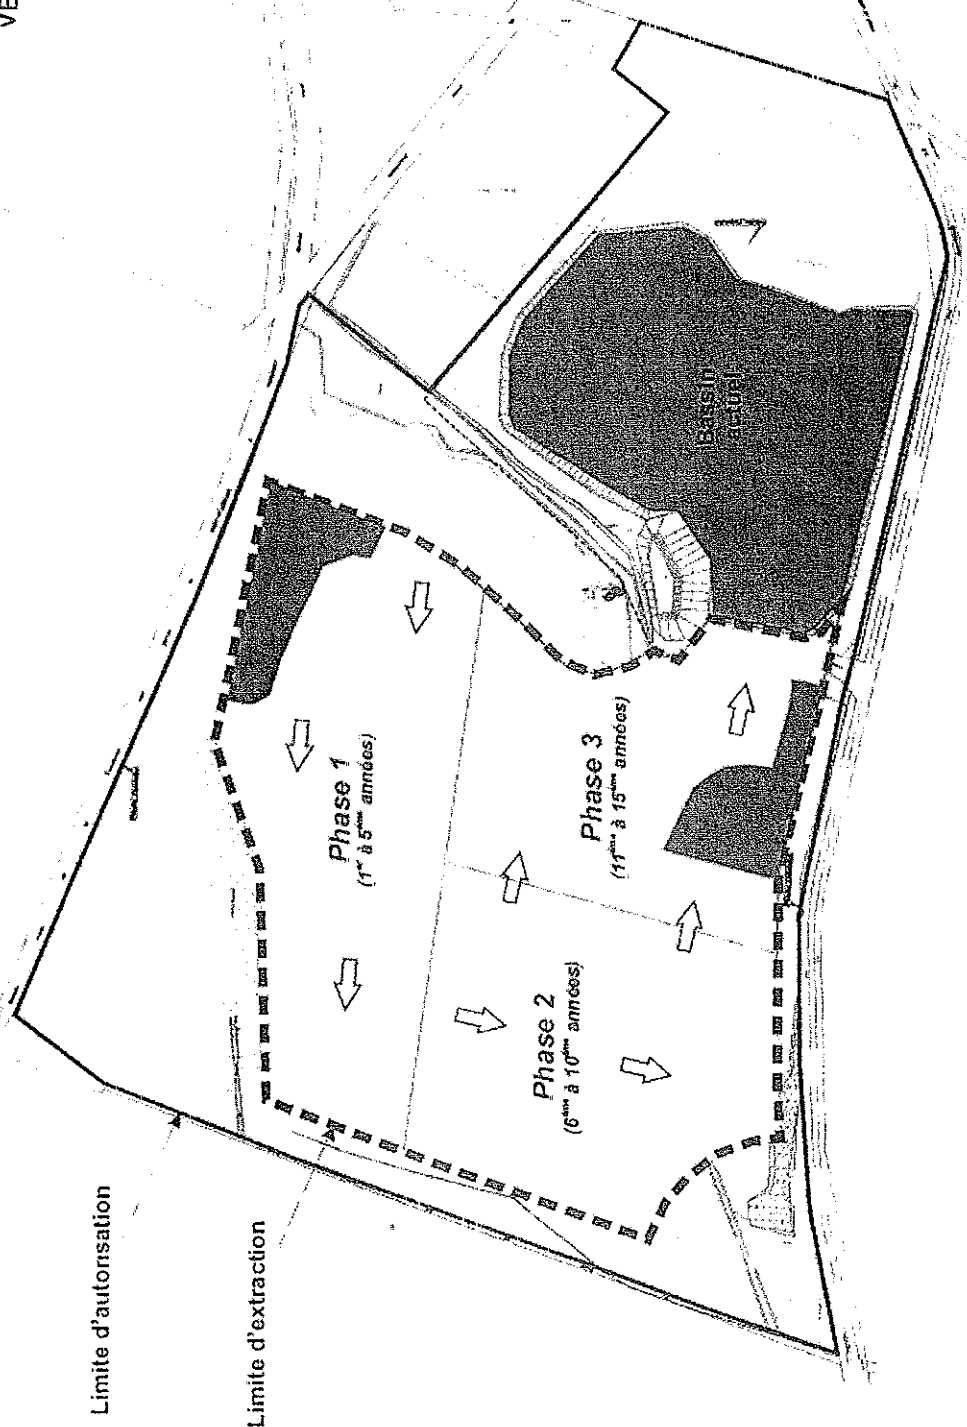 VE
Limite d'autorisation
Limite d'extraction
Phase 1
(1er à 5ème années)
Phase 2
(6ème à 10ème années)
Phase 3
(11ème à 15ème années)
Bassin
actuel